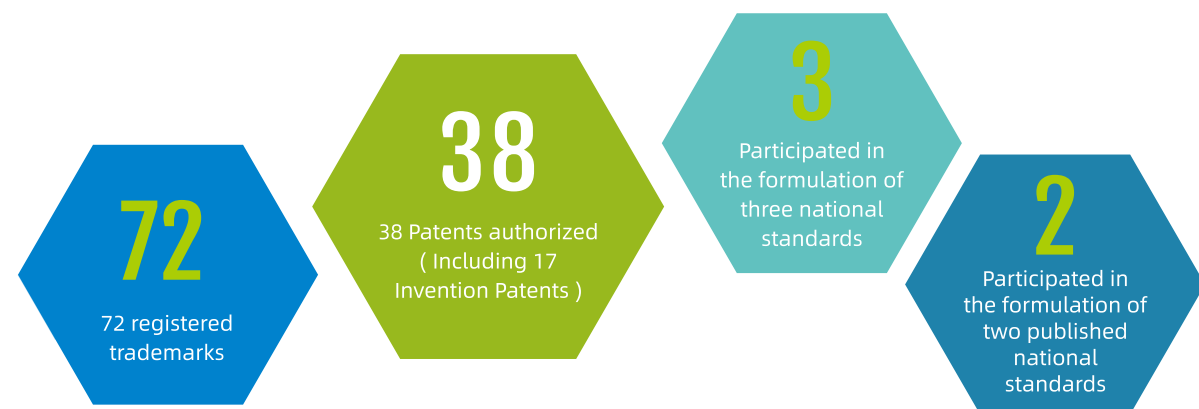 72
72 registered
trademarks
38
38 Patents authorized
( Including 17
Invention Patents )
3
Participated in
the formulation of
three national
standards
2
Participated in
the formulation of
two published
national
standards